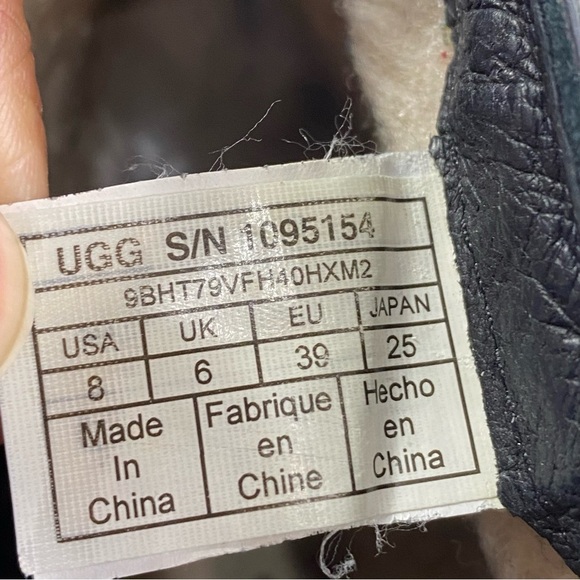 UGG S/N 1095154
9BHT79VFH40HXM2
USA UK EU JAPAN
8 6 39 25
Made In China
Fabrique en Chine
Hecho en China